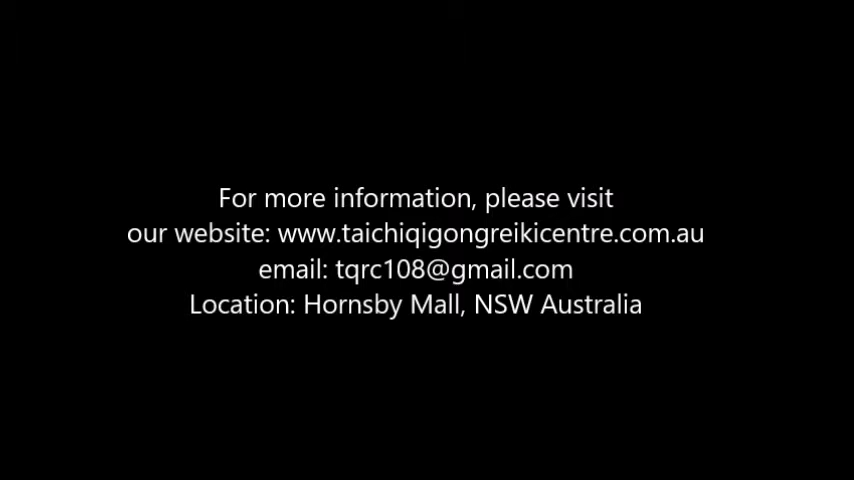 For more information, please visit
our website: www.taichiqigongreikicentre.com.au
email: tqrc108@gmail.com
Location: Hornsby Mall, NSW Australia